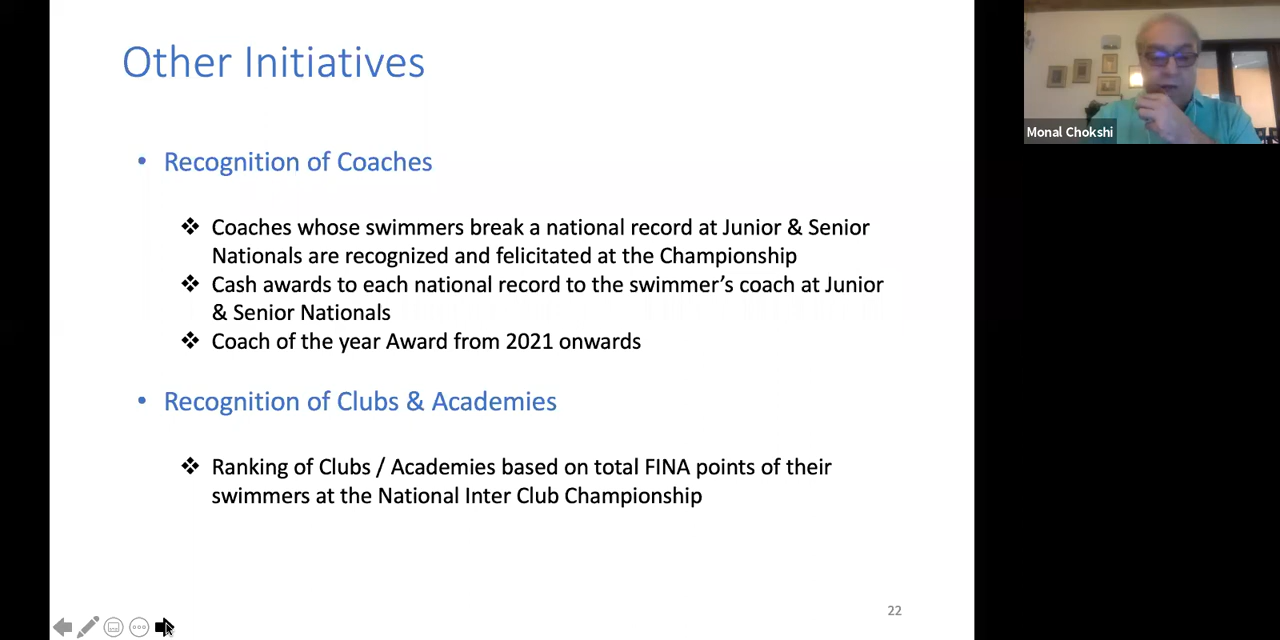 Other Initiatives
• Recognition of Coaches
❖ Coaches whose swimmers break a national record at Junior & Senior
Nationals are recognized and felicitated at the Championship
❖ Cash awards to each national record to the swimmer’s coach at Junior
& Senior Nationals
❖ Coach of the year Award from 2021 onwards
• Recognition of Clubs & Academies
❖ Ranking of Clubs / Academies based on total FINA points of their
swimmers at the National Inter Club Championship
22
Monal Chokshi